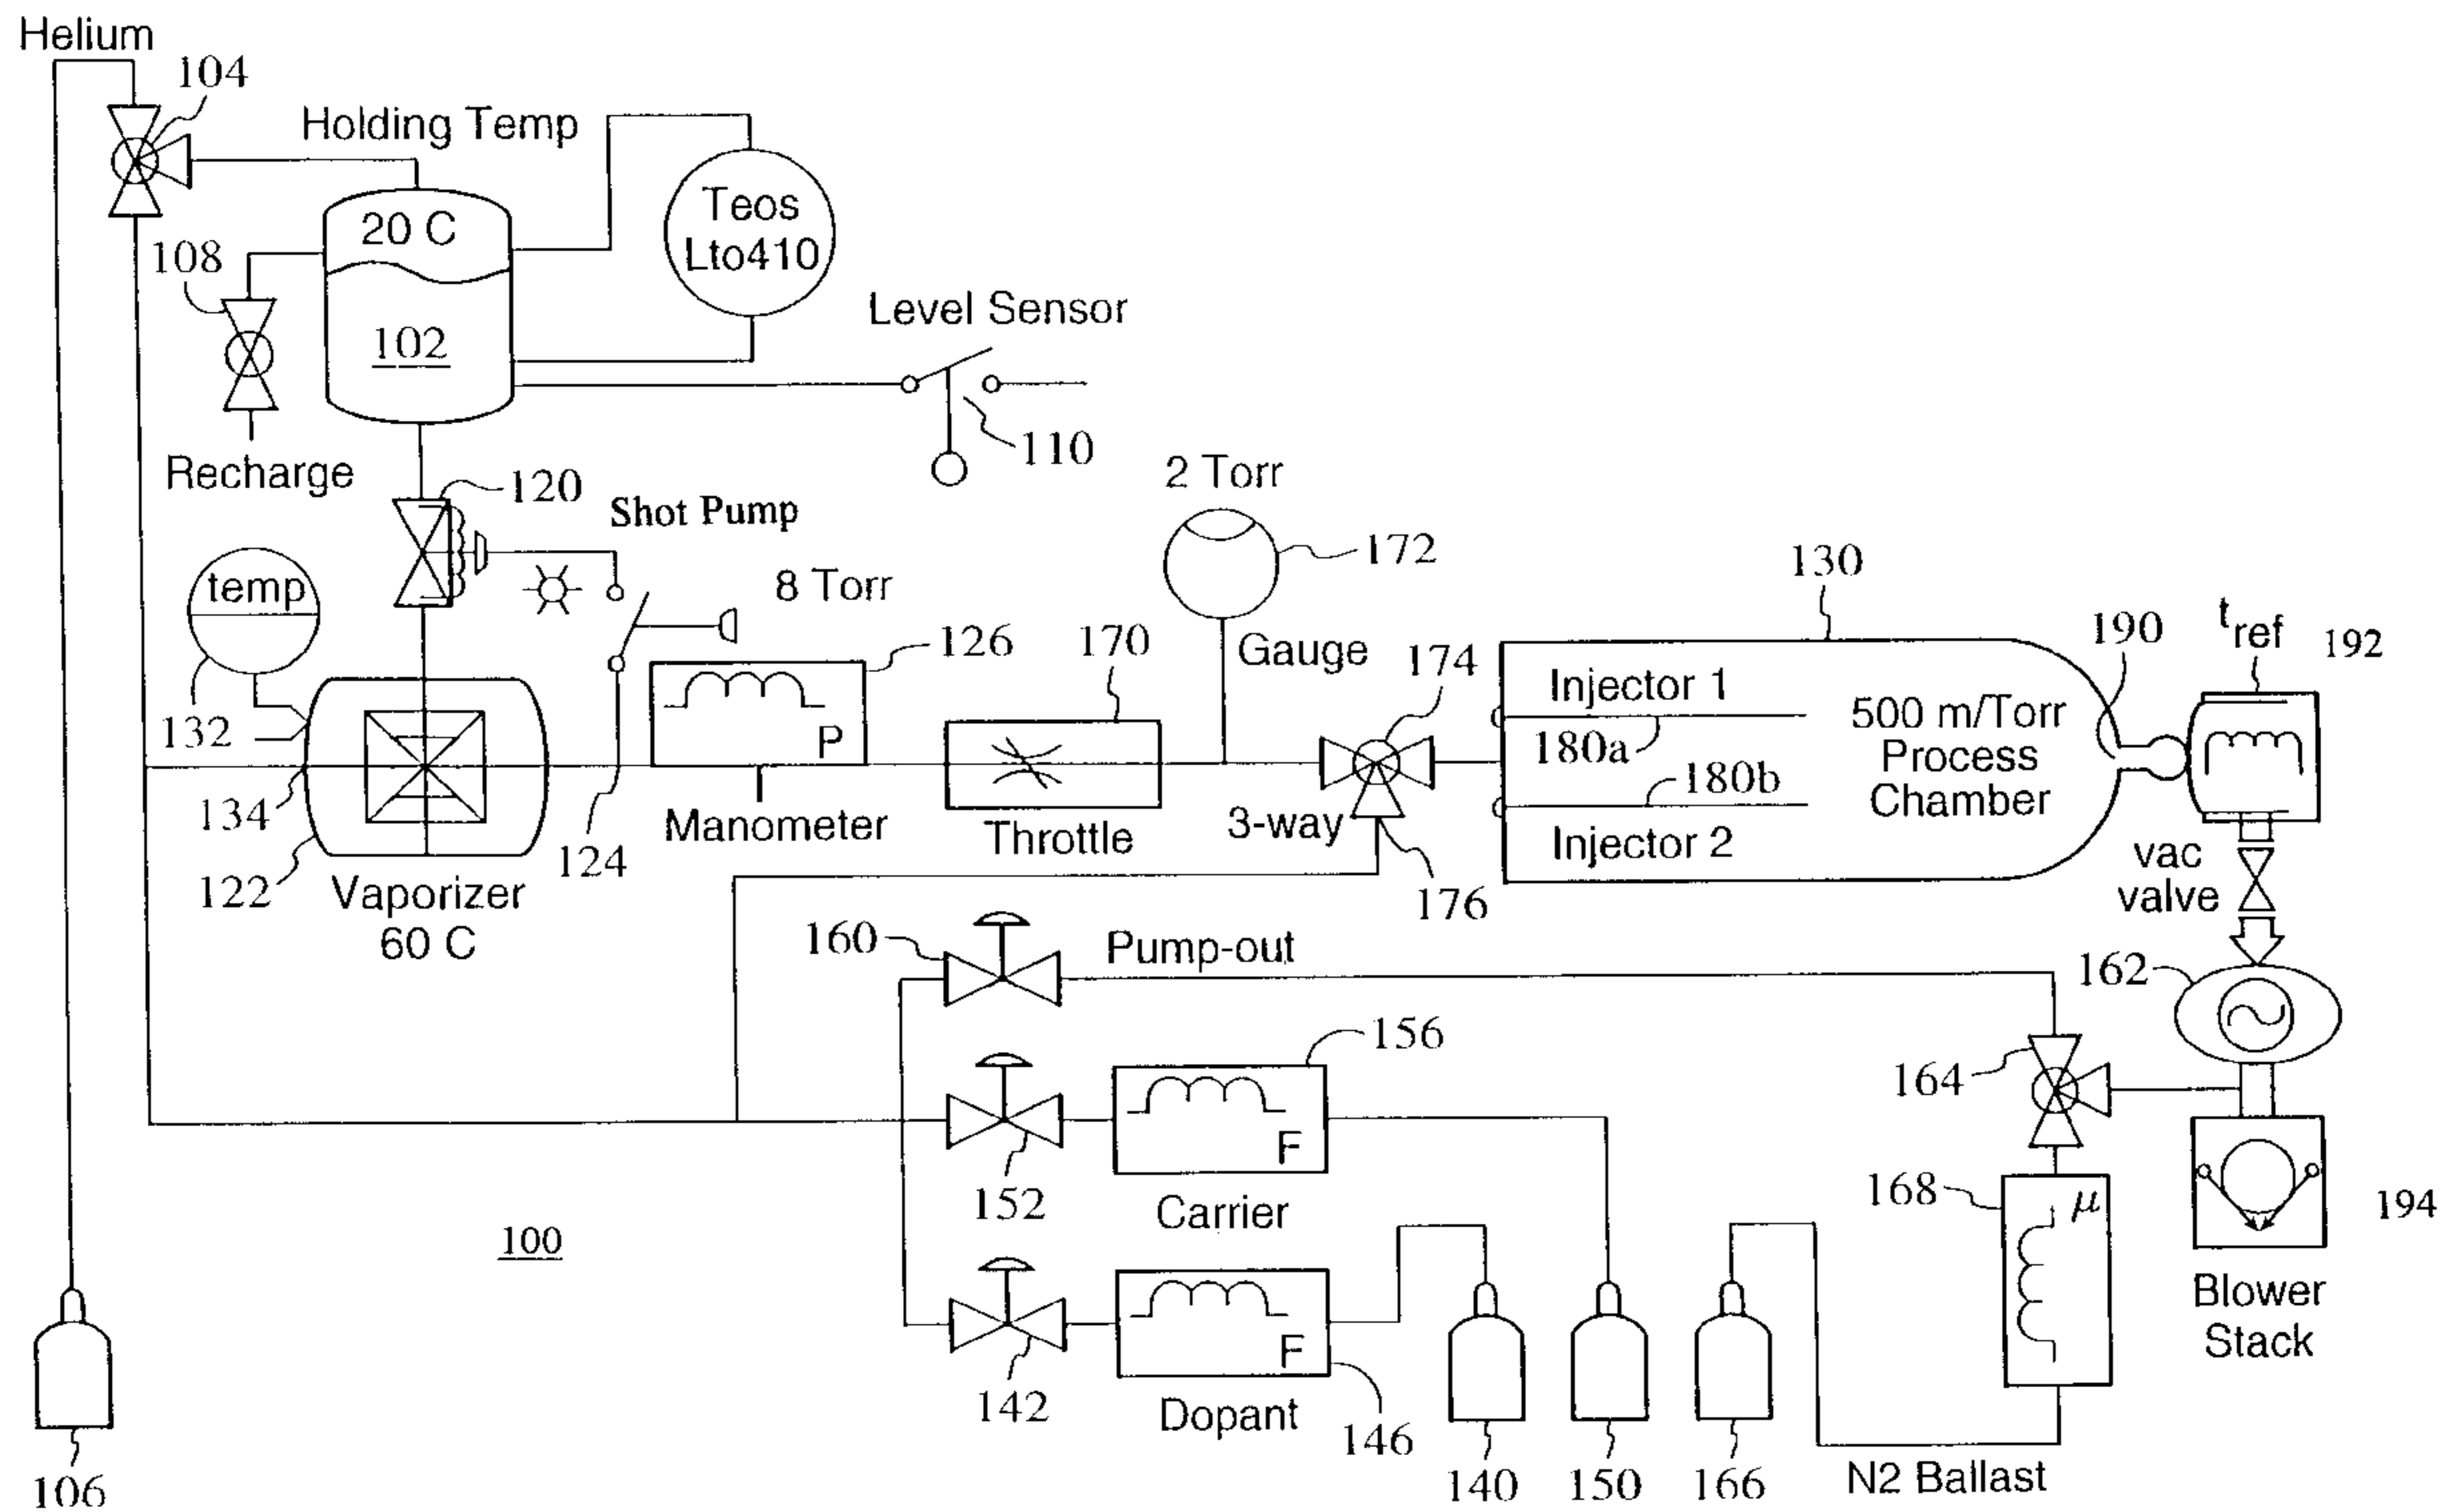 Helium
104
Holding Temp
20 C
Teos
Lto410
108
102
Level Sensor
110
Recharge
120
Shot Pump
2 Torr
172
130
temp
8 Torr
126
170
Gauge
174
190
t ref
192
132
P
Injector 1
180a
500 m/Torr
Process
Chamber
180b
Injector 2
134
Manometer
Throttle
3-way
122
Vaporizer
60 C
124
176
vac
valve
160
Pump-out
162
156
164
F
152
Carrier
168
μ
194
100
F
142
Dopant
146
Blower
Stack
106
140
150
166
N2 Ballast